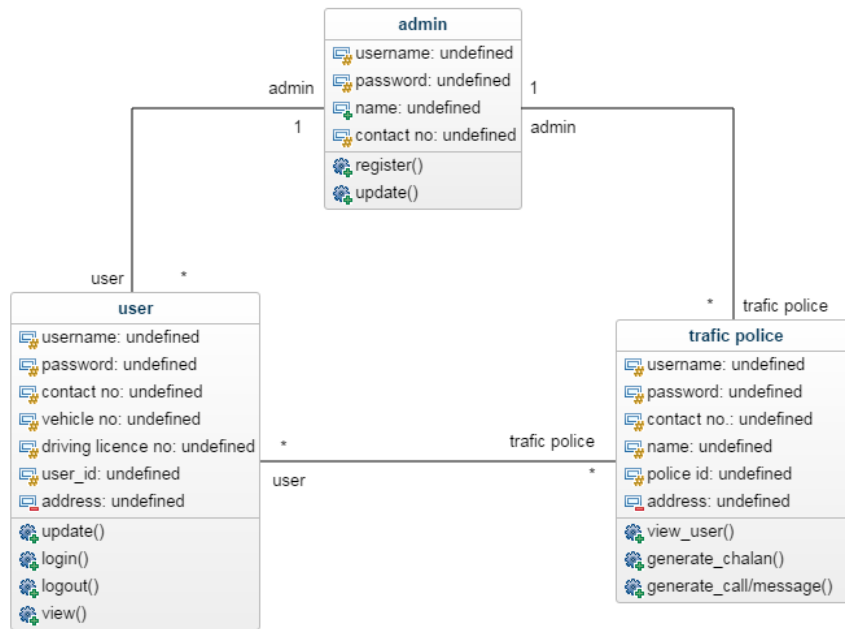 admin
username: undefined
password: undefined
name: undefined
contact no: undefined
register()
update()
admin
1
1
admin
user
*
*
trafic police
user
username: undefined
password: undefined
contact no: undefined
vehicle no: undefined
driving licence no: undefined
user_id: undefined
address: undefined
update()
login()
logout()
view()
*
user
trafic police
*
trafic police
username: undefined
password: undefined
contact no.: undefined
name: undefined
police id: undefined
address: undefined
view_user()
generate_chalan()
generate_call/message()